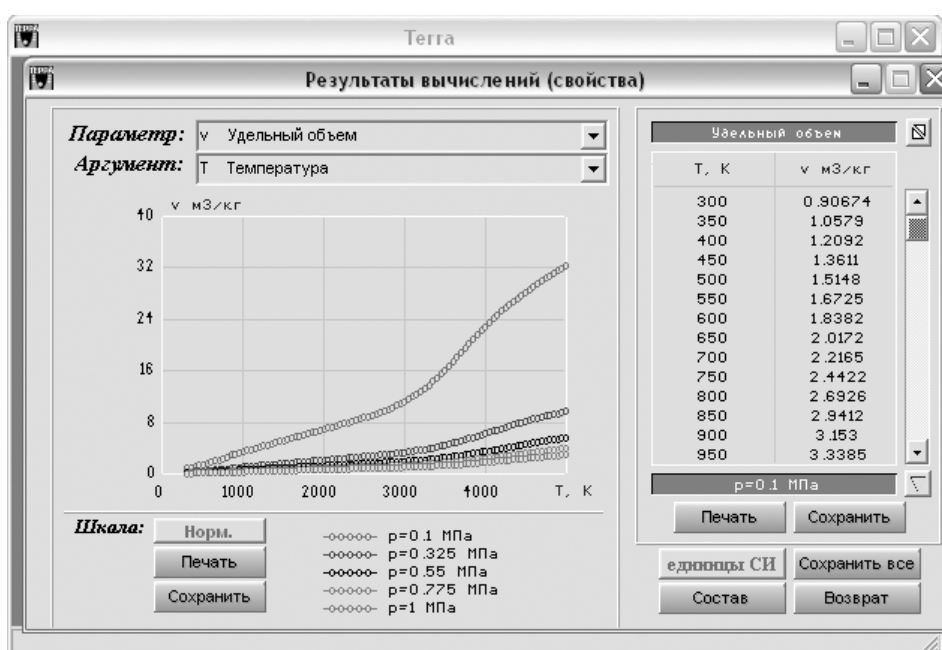 Terra
Результаты вычислений (свойства)
Параметр: v Удельный объем
Аргумент: T Температура
v м3/кг
40
32
24
16
8
0
0 1000 2000 3000 4000 T, К
Шкала:
Норм.
Печать
Сохранить
-ooooo- p=0.1 МПа
-ooooo- p=0.325 МПа
-ooooo- p=0.55 МПа
-ooooo- p=0.775 МПа
-ooooo- p=1 МПа
Удельный объем
T, К v м3/кг
300 0.90674
350 1.0579
400 1.2092
450 1.3611
500 1.5148
550 1.6725
600 1.8382
650 2.0172
700 2.2165
750 2.4422
800 2.6926
850 2.9412
900 3.153
950 3.3385
p=0.1 МПа
Печать Сохранить
единицы СИ Сохранить все
Состав Возврат